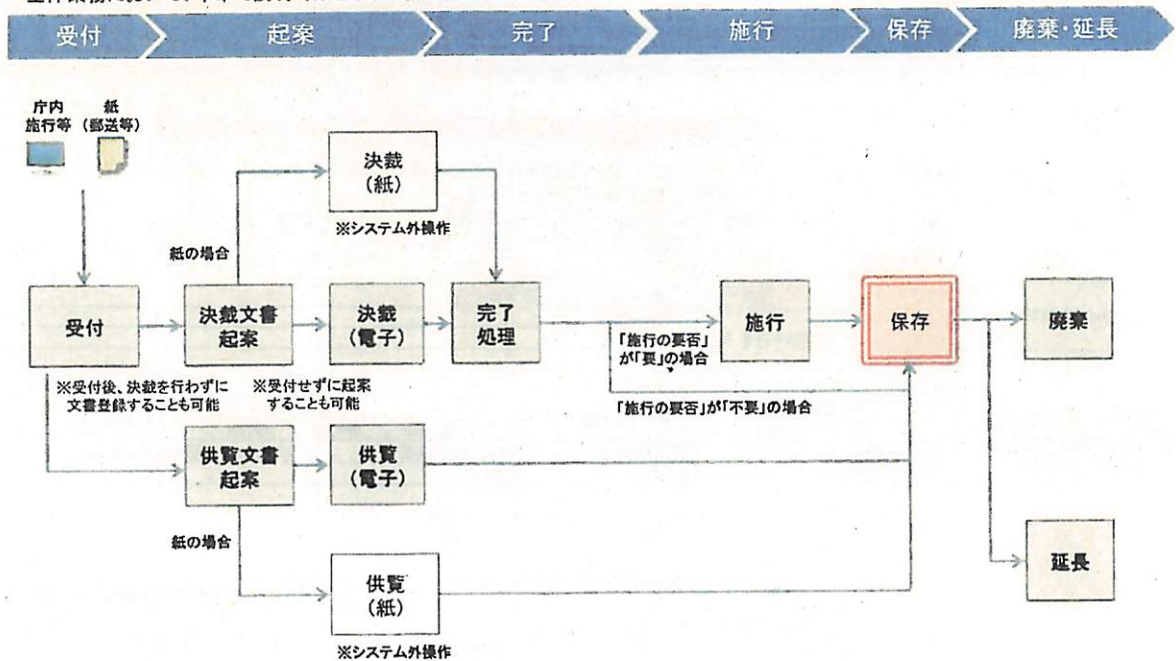 受付
起案
完了
施行
保存
廃棄・延長
庁内
施行等
紙
(郵送等)
決裁
(紙)
※システム外操作
紙の場合
受付
決裁文書
起案
決裁
(電子)
完了
処理
「施行の要否」
が「要」の場合
施行
保存
廃棄
※受付後、決裁を行わずに
文書登録することも可能
※受付せずに起案
することも可能
「施行の要否」が「不要」の場合
供覧文書
起案
供覧
(電子)
紙の場合
供覧
(紙)
※システム外操作
延長